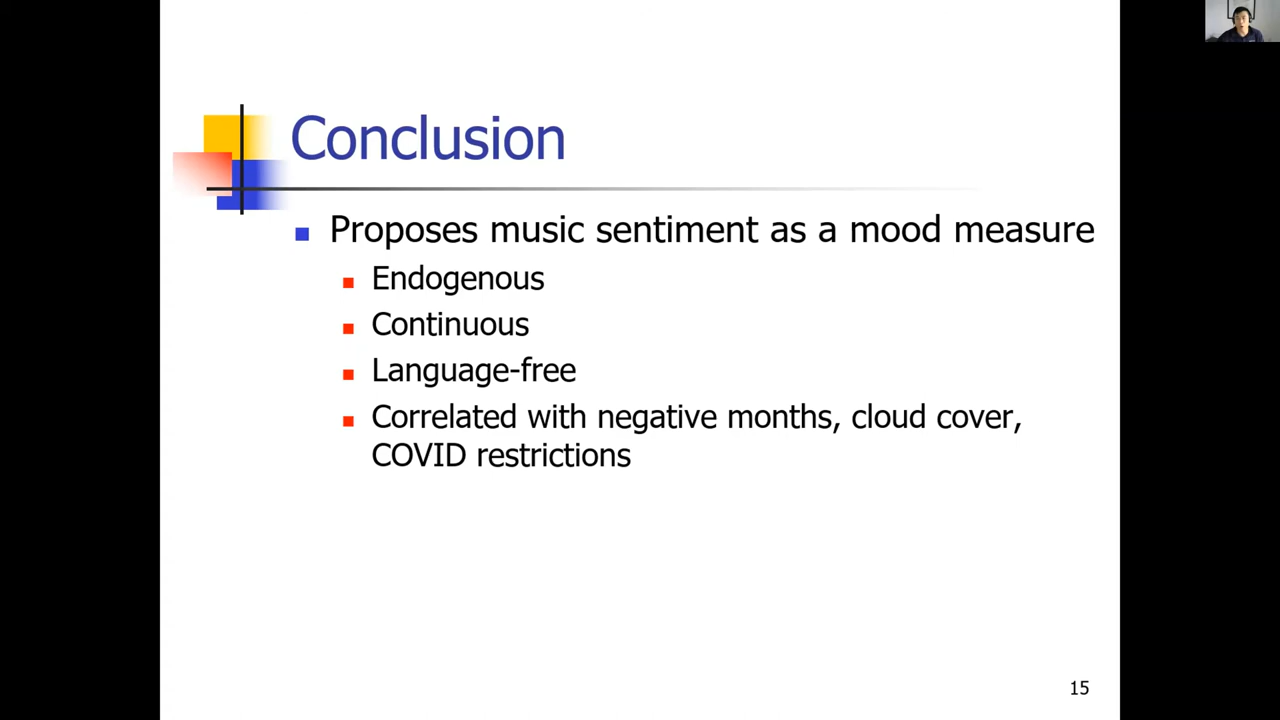 Conclusion
Proposes music sentiment as a mood measure
Endogenous
Continuous
Language-free
Correlated with negative months, cloud cover,
COVID restrictions
15